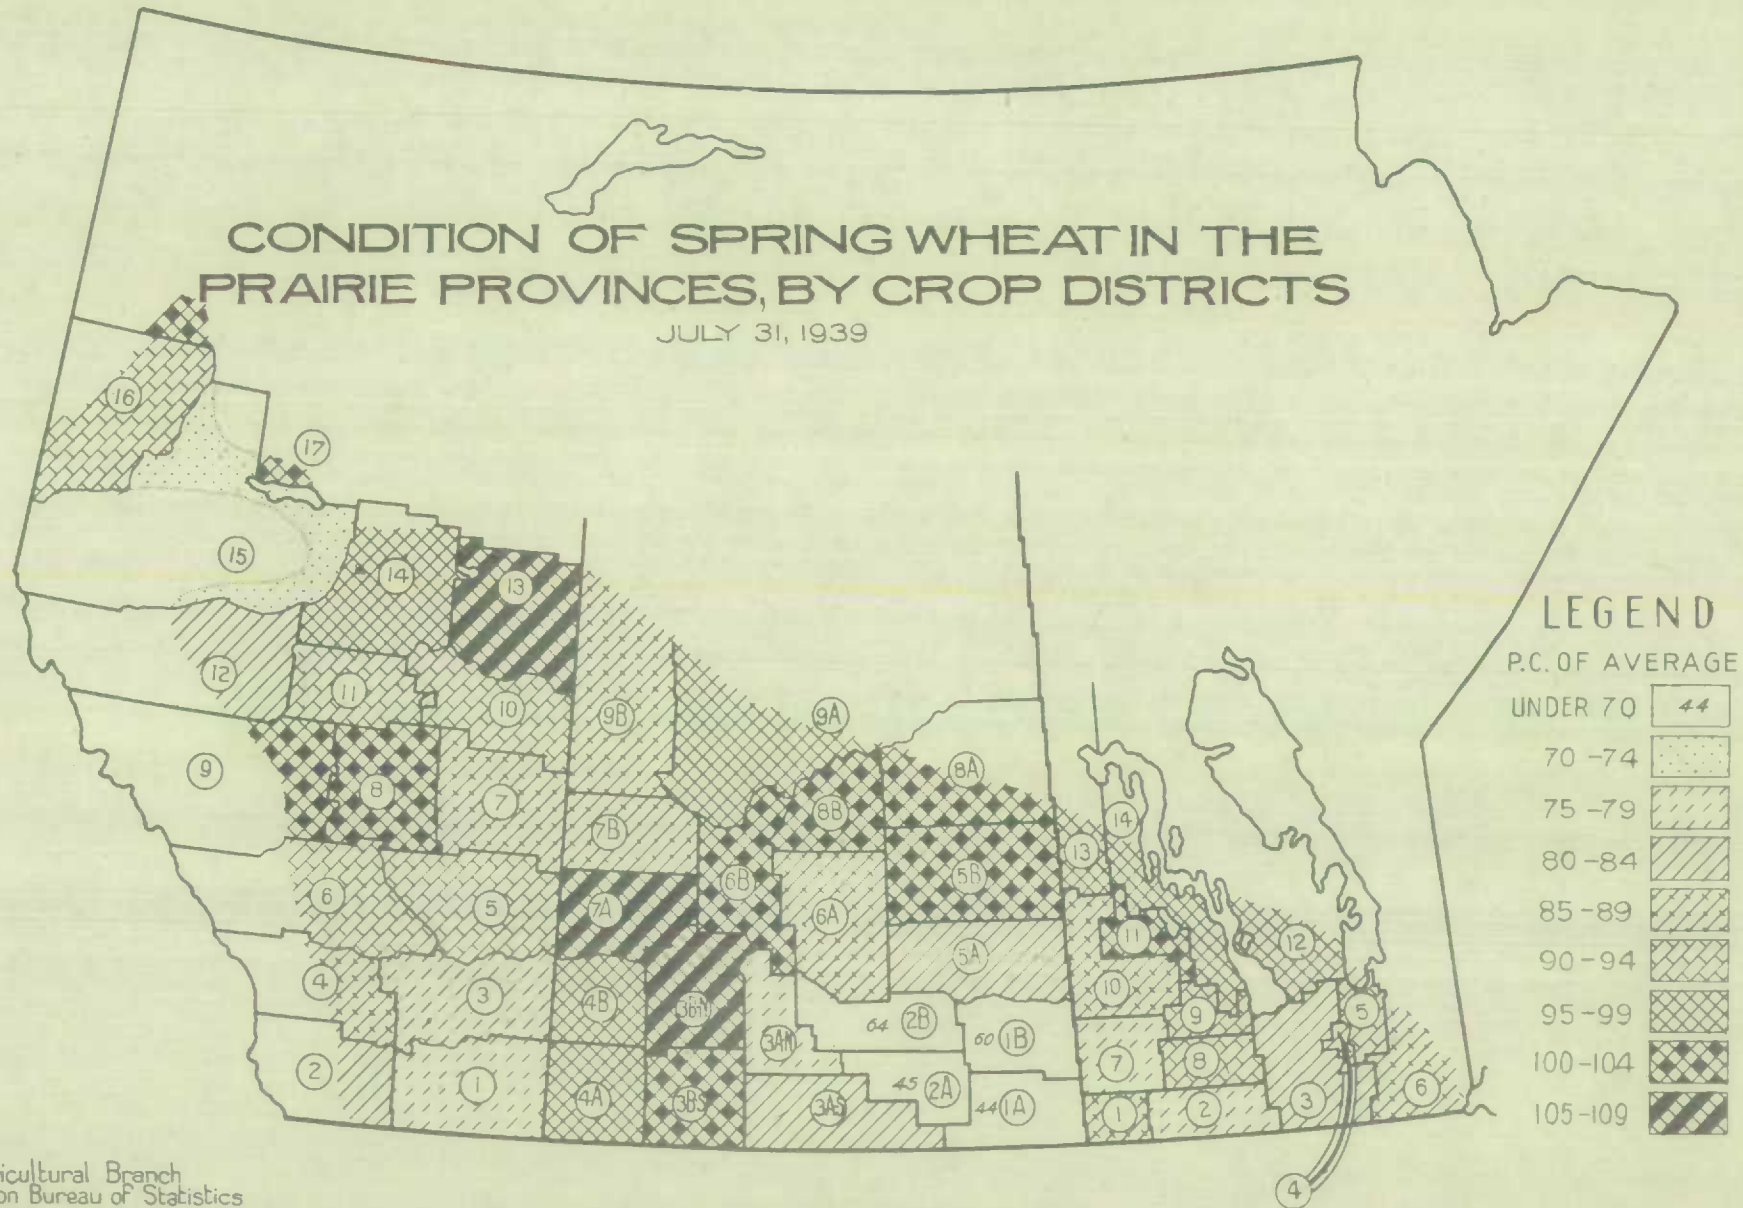 CONDITION OF SPRING WHEAT IN THE
PRAIRIE PROVINCES, BY CROP DISTRICTS
JULY 31, 1939
16
17
15
14
13
12
11
10
9B
9A
9
8
7
7B
8B
8A
14
13
6
5
7A
6B
6A
5B
5A
11
12
4
3
4B
3BN
3AN
64 2B
60 1B
10
9
5
2
1
4A
3BS
3AS
45 2A
44 1A
7
8
1
2
3
6
4
LEGEND
P.C. OF AVERAGE
UNDER 70 44
70-74
75-79
80-84
85-89
90-94
95-99
100-104
105-109
icultural Branch
on Bureau of Statistics